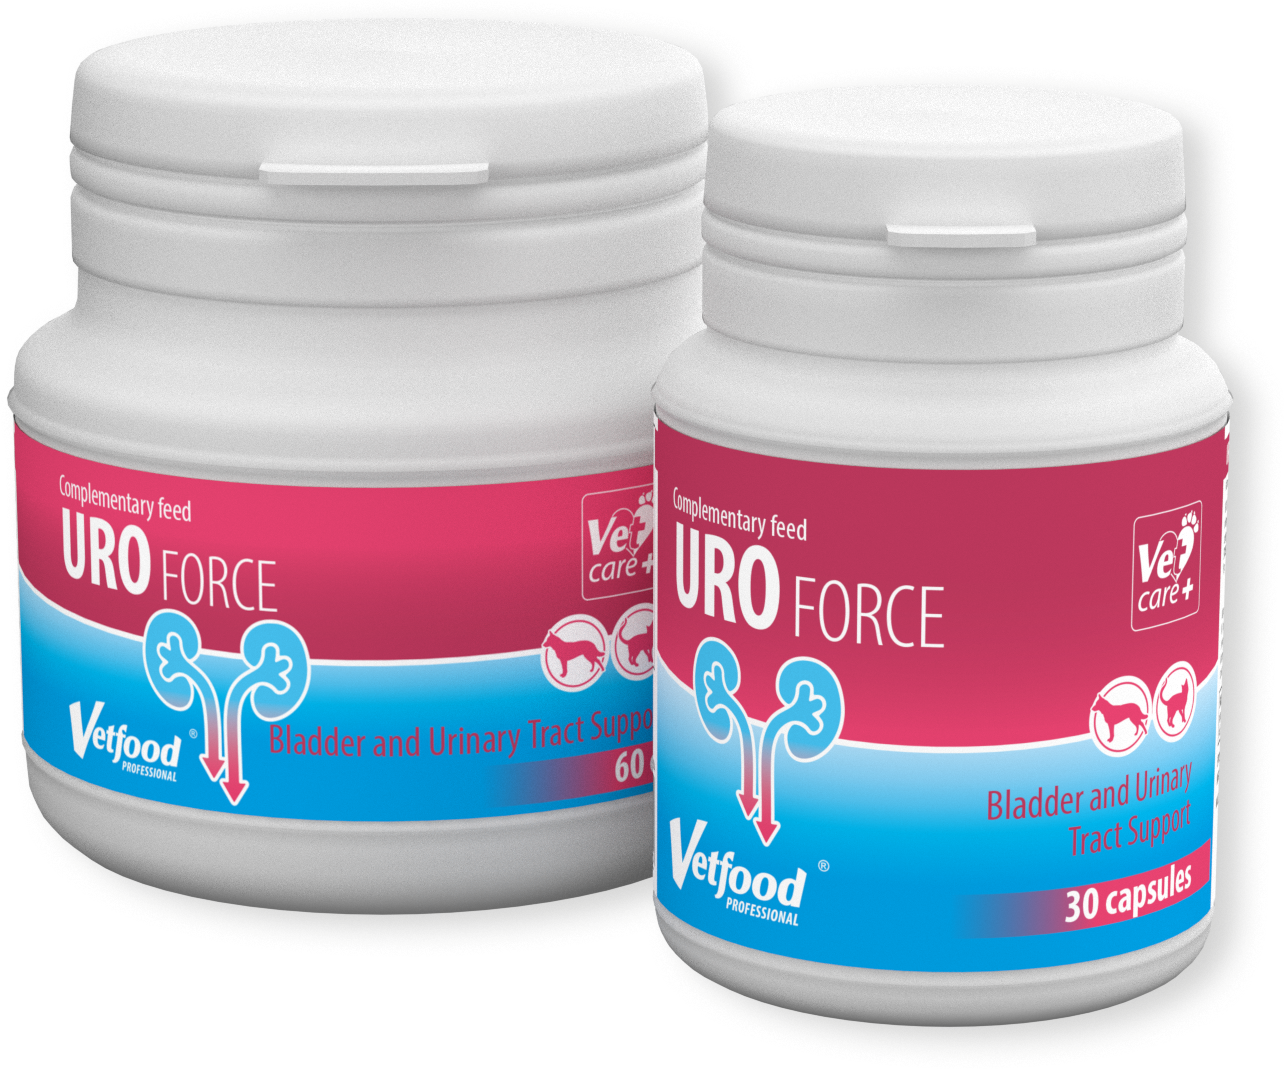 Complementary feed
URO FORCE
Vet
care +
Vetfood ®
PROFESSIONAL
Bladder and Urinary Tract
60
Complementary feed
URO FORCE
Vet
care +
Bladder and Urinary
Tract Support
Vetfood ®
PROFESSIONAL
30 capsules